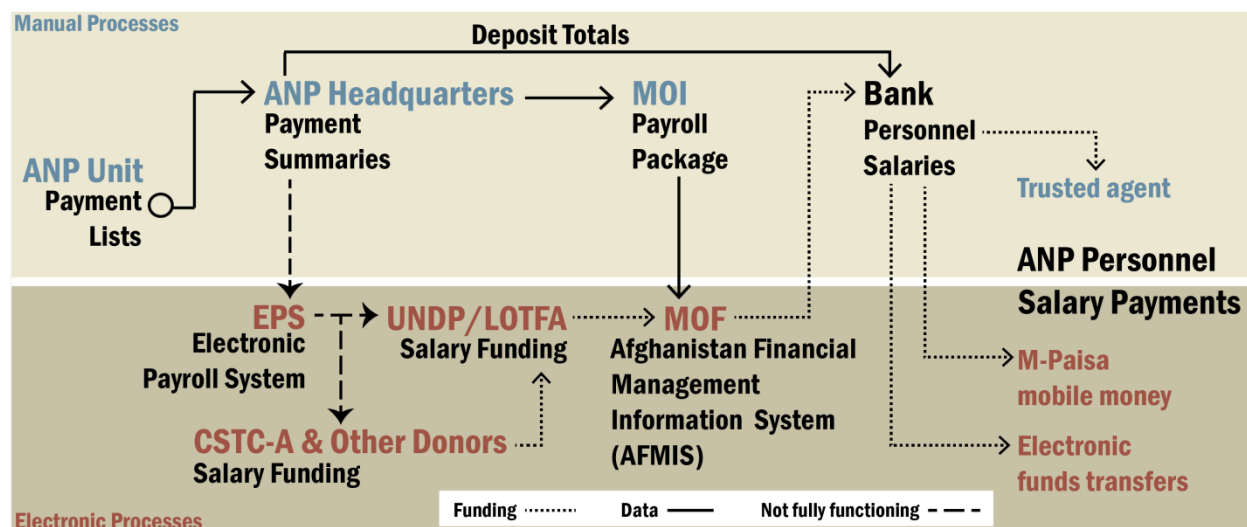 Manual Processes
Deposit Totals
ANP Headquarters
Payment
Summaries
MOI
Payroll
Package
Bank
Personnel
Salaries
ANP Unit
Payment
Lists
Trusted agent
ANP Personnel
Salary Payments
EPS
Electronic
Payroll System
UNDP/LOTFA
Salary Funding
MOF
Afghanistan Financial
Management
Information System
(AFMIS)
M-Paisa
mobile money
CSTC-A & Other Donors
Salary Funding
Electronic
funds transfers
Funding
Data
Not fully functioning
Electronic Processes